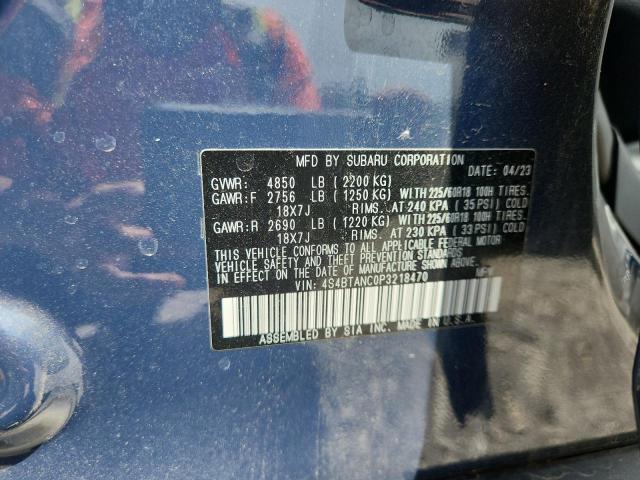 MFD BY SUBARU CORPORATION
DATE: 04/23
GVWR: 4850 LB (2200 KG)
GAWR:F 2756 LB (1250 KG) WITH 225/60R18 100H TIRES.
18X7J RIMS. AT 240 KPA (35 PSI) COLD
GAWR:R 2690 LB (1220 KG) WITH 225/60R18 100H TIRES.
18X7J RIMS. AT 230 KPA (33 PSI) COLD
THIS VEHICLE CONFORMS TO ALL APPLICABLE FEDERAL MOTOR
VEHICLE SAFETY AND THEFT PREVENTION STANDARDS IN EFFECT
ON THE DATE OF MANUFACTURE SHOWN ABOVE.
VIN: 4S4BTANC0P3218470
MPV
ASSEMBLED BY SIA INC. MADE IN U.S.A.